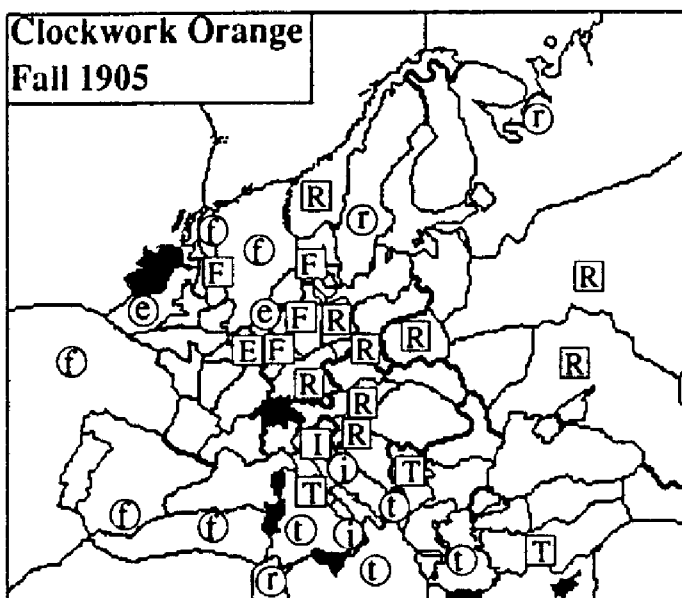 Clockwork Orange
Fall 1905
r
R
f r
f F
F R
e e F R
R
E F R
f R
R
R
I R
i T
T
t
f f t i
t T
r t